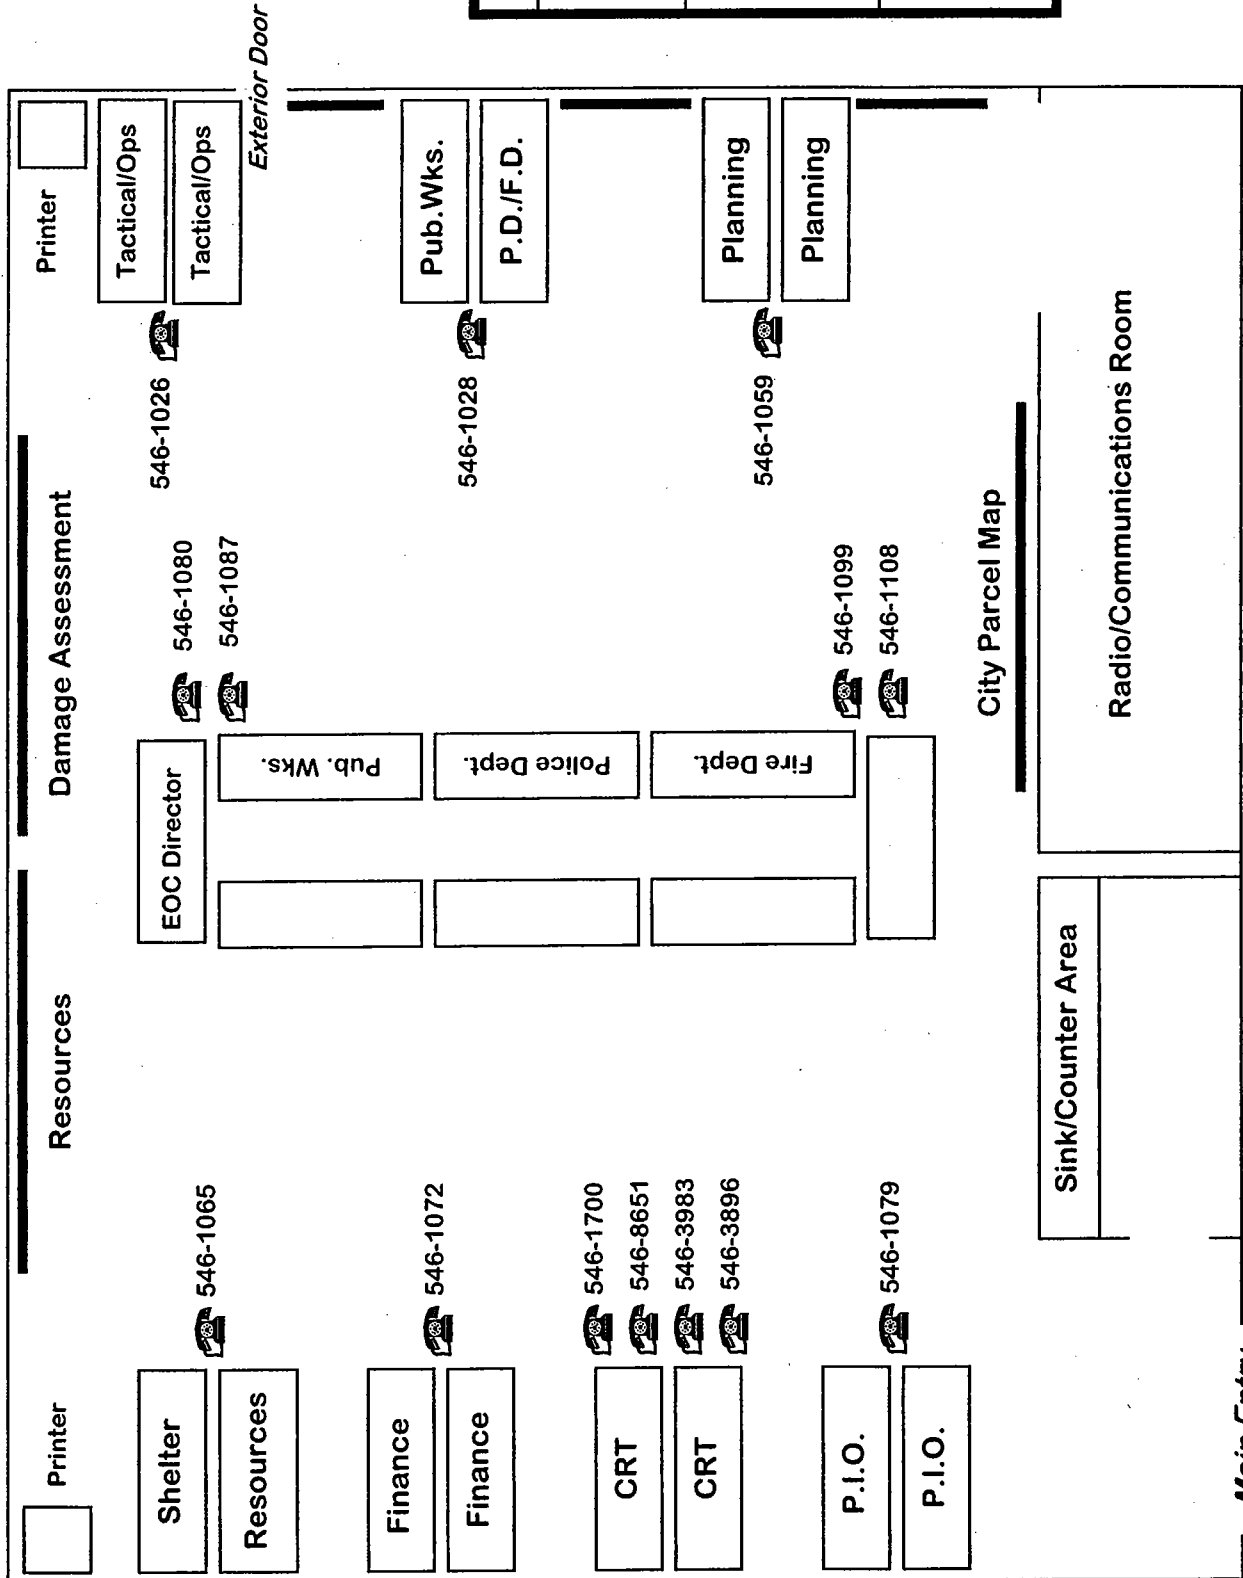 Printer
Resources
Damage Assessment
Printer
Shelter
Resources
546-1065
EOC Director
546-1080
546-1087
546-1026
Tactical/Ops
Tactical/Ops
Exterior Door
Finance
Finance
546-1072
Pub. Wks.
Police Dept.
Fire Dept.
546-1028
Pub.Wks.
P.D./F.D.
CRT
CRT
546-1700
546-8651
546-3983
546-3896
546-1059
Planning
Planning
P.I.O.
P.I.O.
546-1079
546-1099
546-1108
City Parcel Map
Sink/Counter Area
Radio/Communications Room
Main Entry